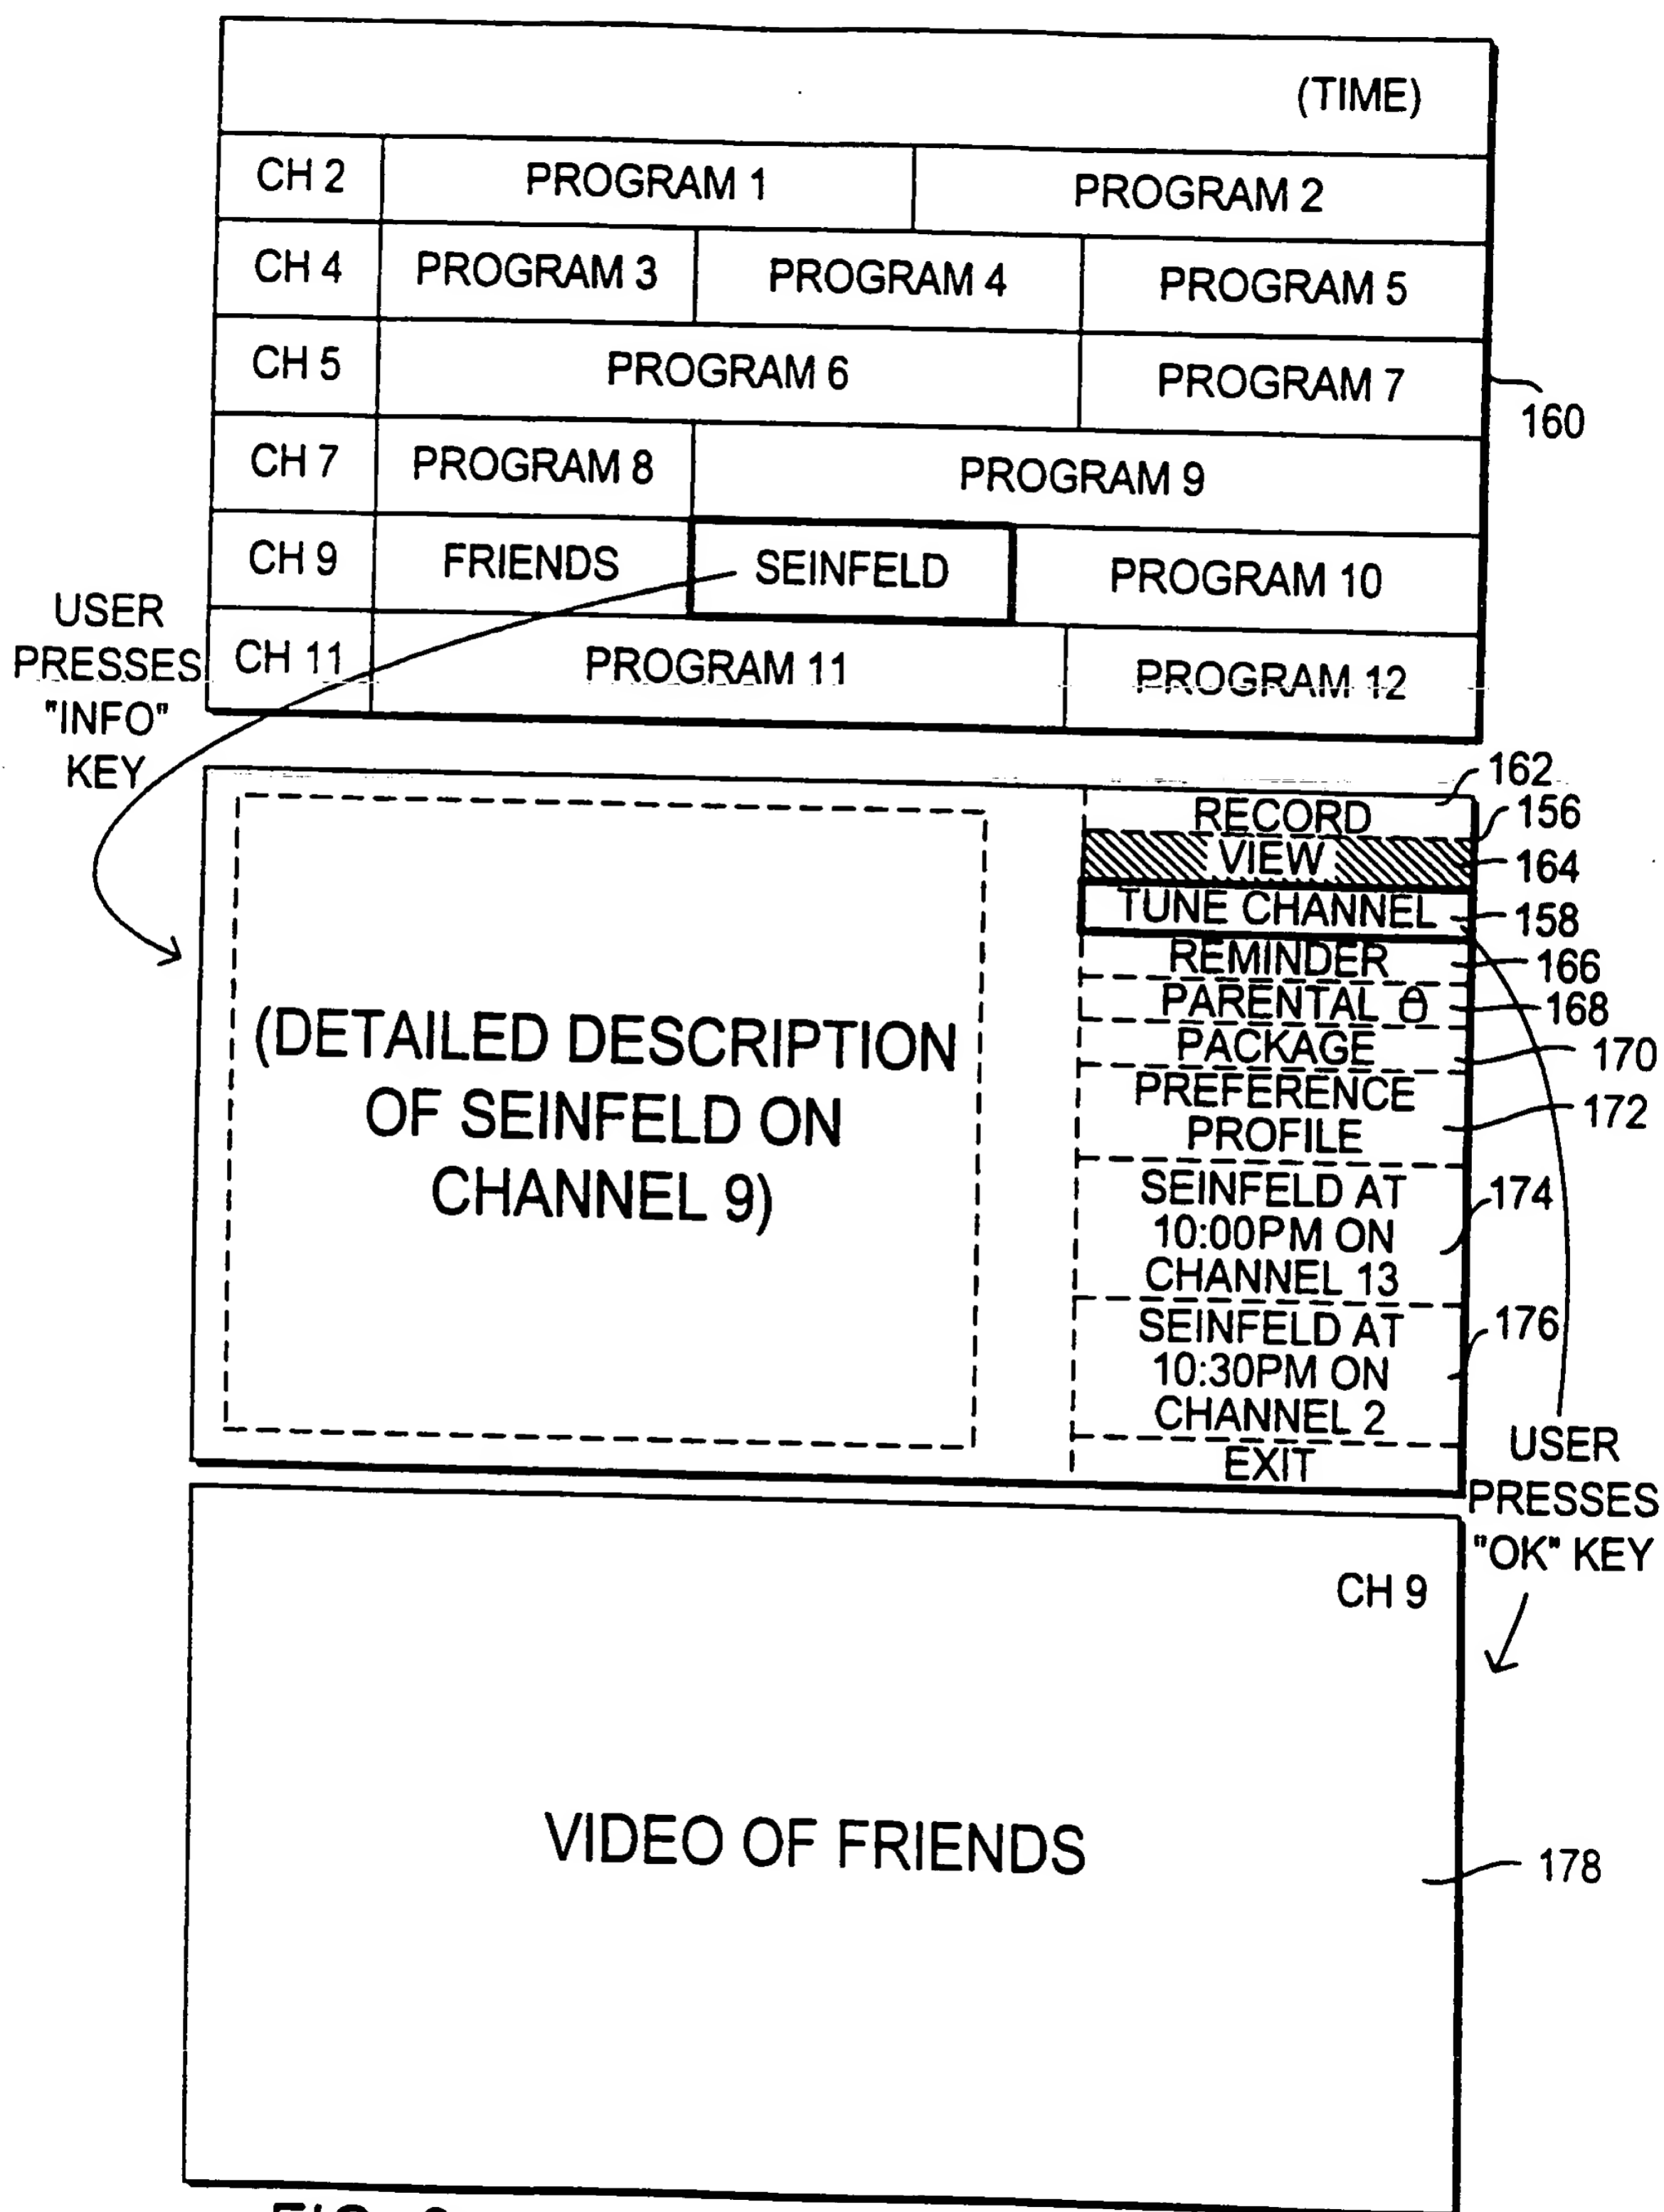 (TIME)
CH 2 PROGRAM 1 PROGRAM 2
CH 4 PROGRAM 3 PROGRAM 4 PROGRAM 5
CH 5 PROGRAM 6 PROGRAM 7
160
CH 7 PROGRAM 8 PROGRAM 9
CH 9 FRIENDS SEINFELD PROGRAM 10
CH 11 PROGRAM 11 PROGRAM 12
USER
PRESSES
"INFO"
KEY
(DETAILED DESCRIPTION
OF SEINFELD ON
CHANNEL 9)
162
RECORD
156
VIEW
164
TUNE CHANNEL
158
REMINDER
166
PARENTAL
168
PACKAGE
170
PREFERENCE
PROFILE
172
SEINFELD AT
10:00PM ON
CHANNEL 13
174
SEINFELD AT
10:30PM ON
CHANNEL 2
176
EXIT
USER
PRESSES
"OK" KEY
CH 9
VIDEO OF FRIENDS
178